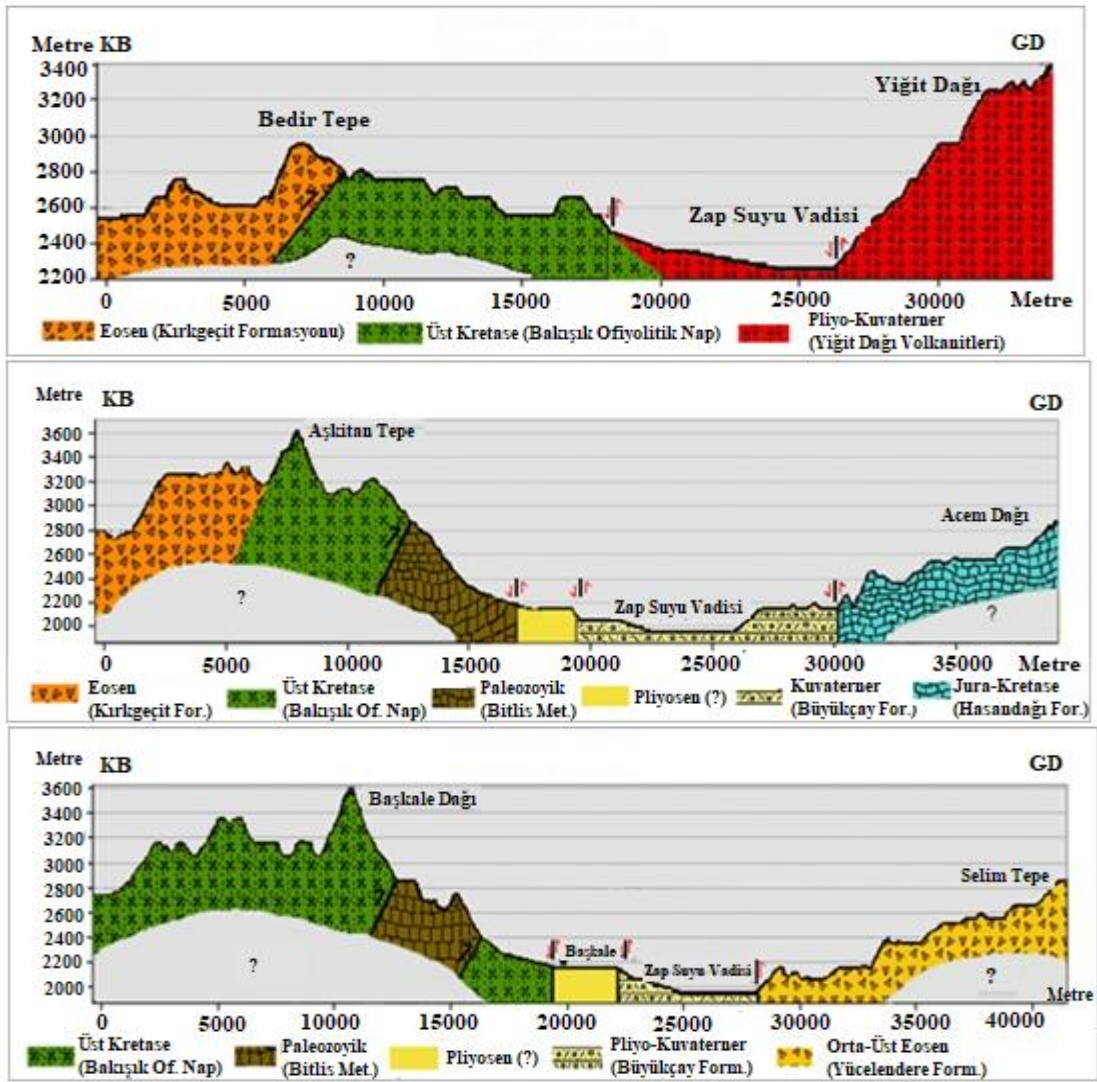 Metre KB
GD
3400
3200
3000
2800
2600
2400
2200
Bedir Tepe
Yiğit Dağı
Zap Suyu Vadisi
?
0 5000 10000 15000 20000 25000 30000 Metre
Eosen (Kırkgeçit Formasyonu)
Üst Kretase (Bakışık Ofiyolitik Nap)
Pliyo-Kuvaterner
(Yiğit Dağı Volkanitleri)
Metre KB
GD
3600
3400
3200
3000
2800
2600
2400
2200
2000
Aşkitan Tepe
Acem Dağı
Zap Suyu Vadisi
?
?
0 5000 10000 15000 20000 25000 30000 35000 Metre
Eosen
(Kırkgeçit For.)
Üst Kretase
(Bakışık Of. Nap)
Paleozoyik
(Bitlis Met.)
Pliyosen (?)
Kuvaterner
(Büyükçay For.)
Jura-Kretase
(Hasandağı For.)
Metre KB
GD
3600
3400
3200
3000
2800
2600
2400
2200
2000
Başkale Dağı
Selim Tepe
Başkale
Zap Suyu Vadisi
?
?
Metre
0 5000 10000 15000 20000 25000 30000 35000 40000
Üst Kretase
(Bakışık Of. Nap)
Paleozoyik
(Bitlis Met.)
Pliyosen (?)
Pliyo-Kuvaterner
(Büyükçay Form.)
Orta-Üst Eosen
(Yücelendere Form.)